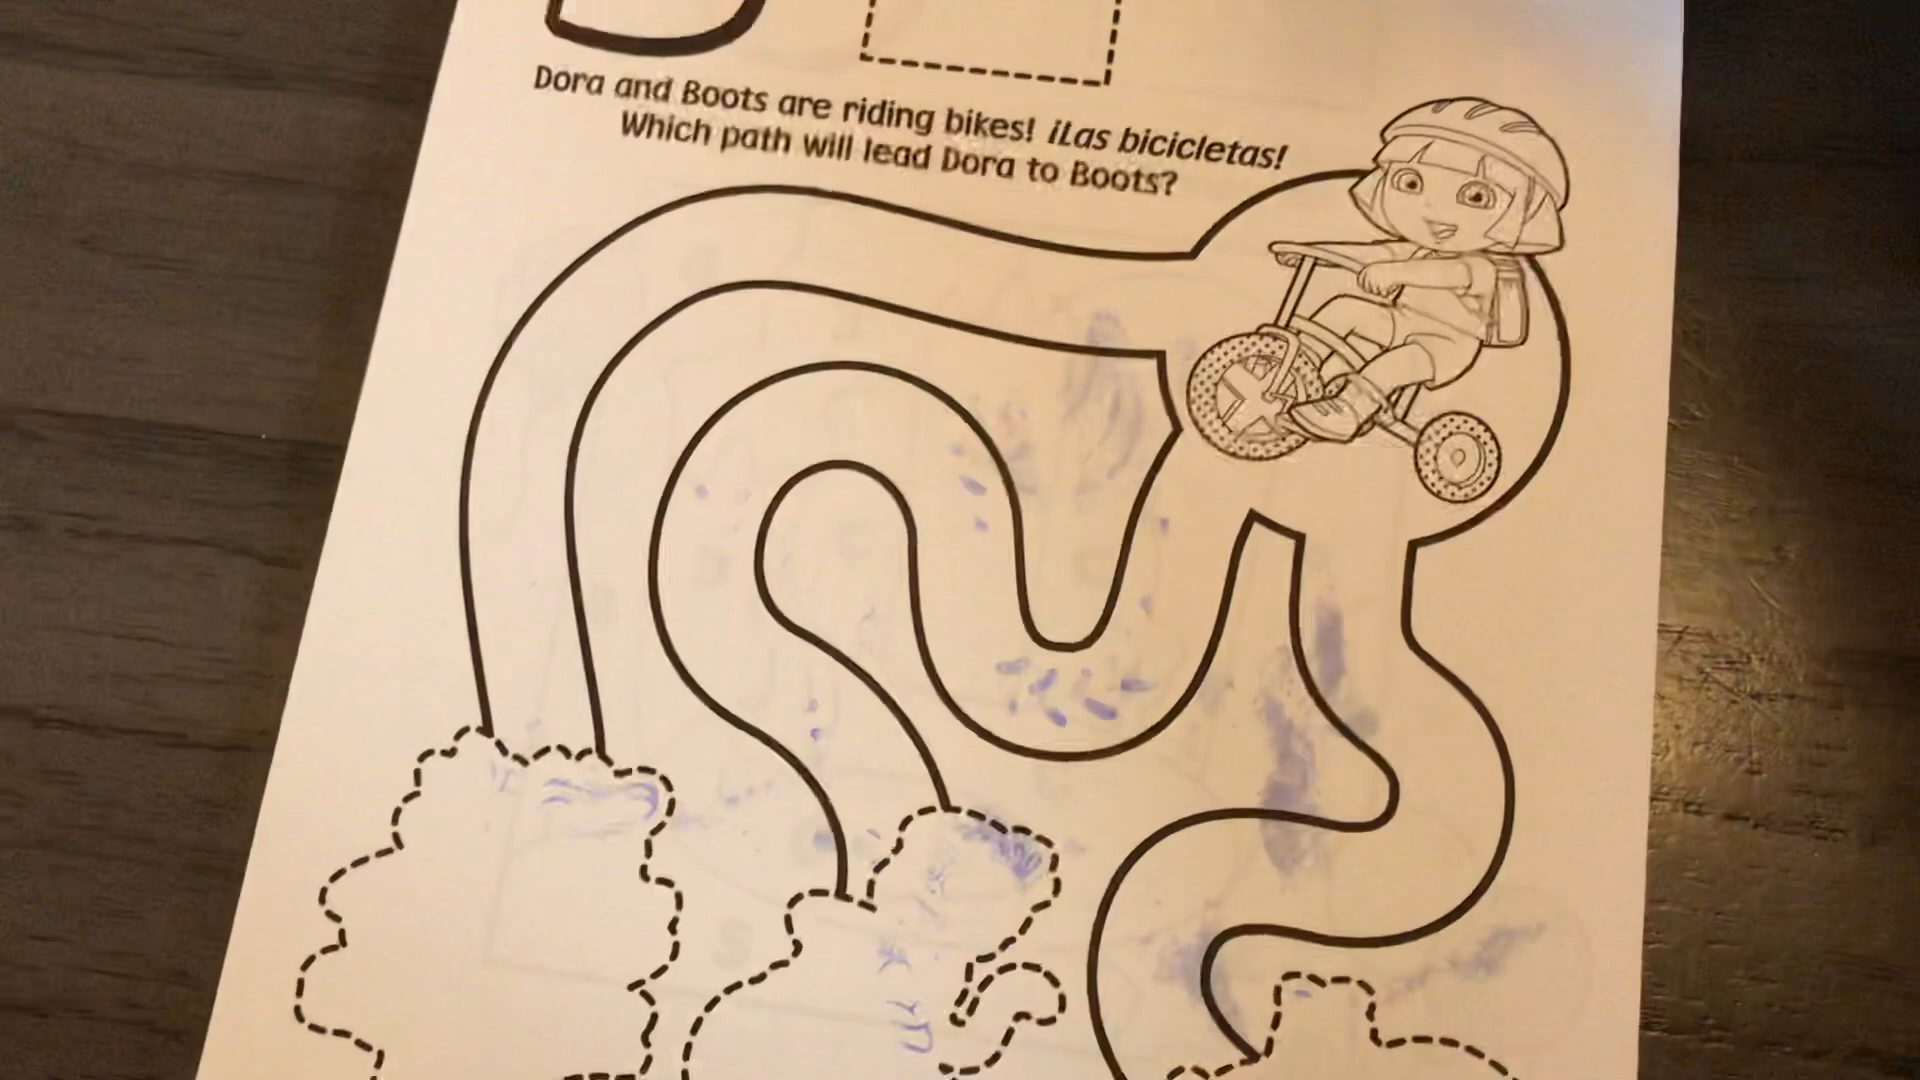 Dora and Boots are riding bikes! ¡Las bicicletas!
Which path will lead Dora to Boots?